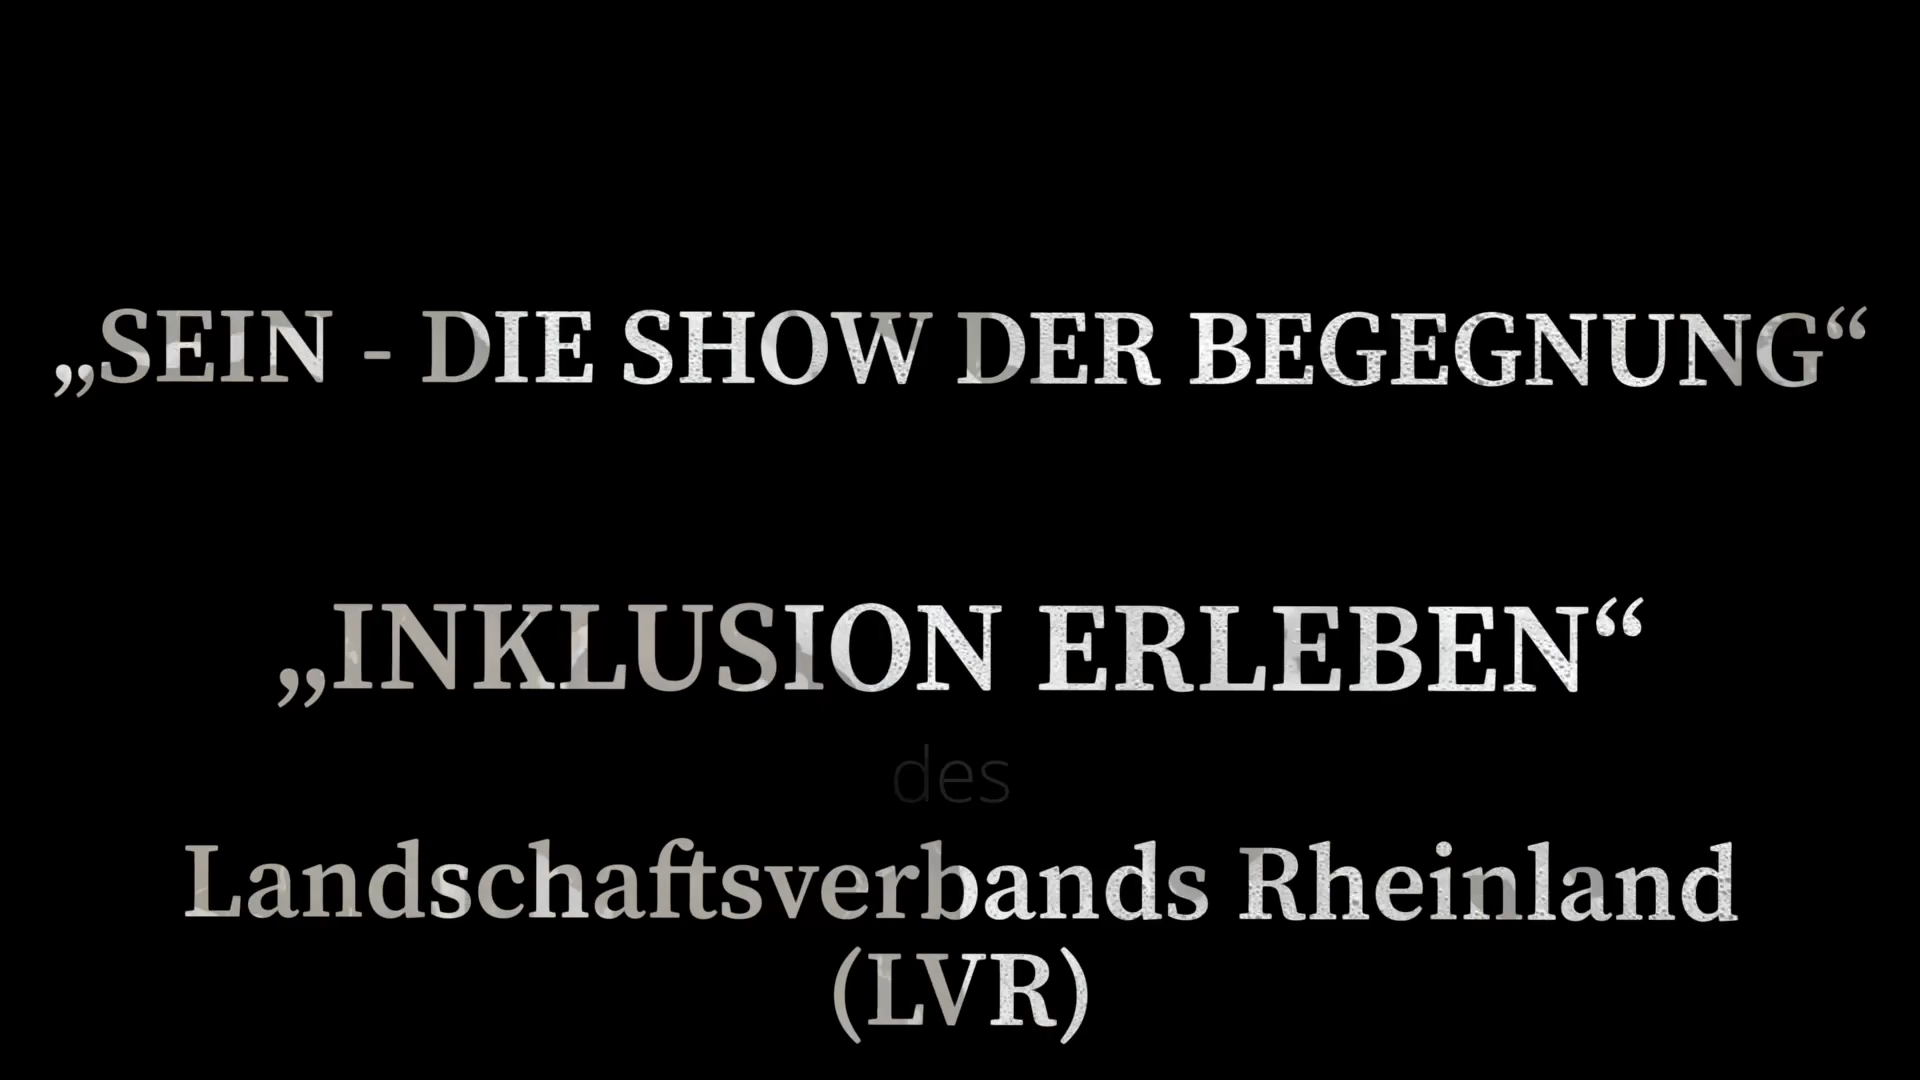 „SEIN - DIE SHOW DER BEGEGNUNG“
„INKLUSION ERLEBEN“
des
Landschaftsverbands Rheinland
(LVR)